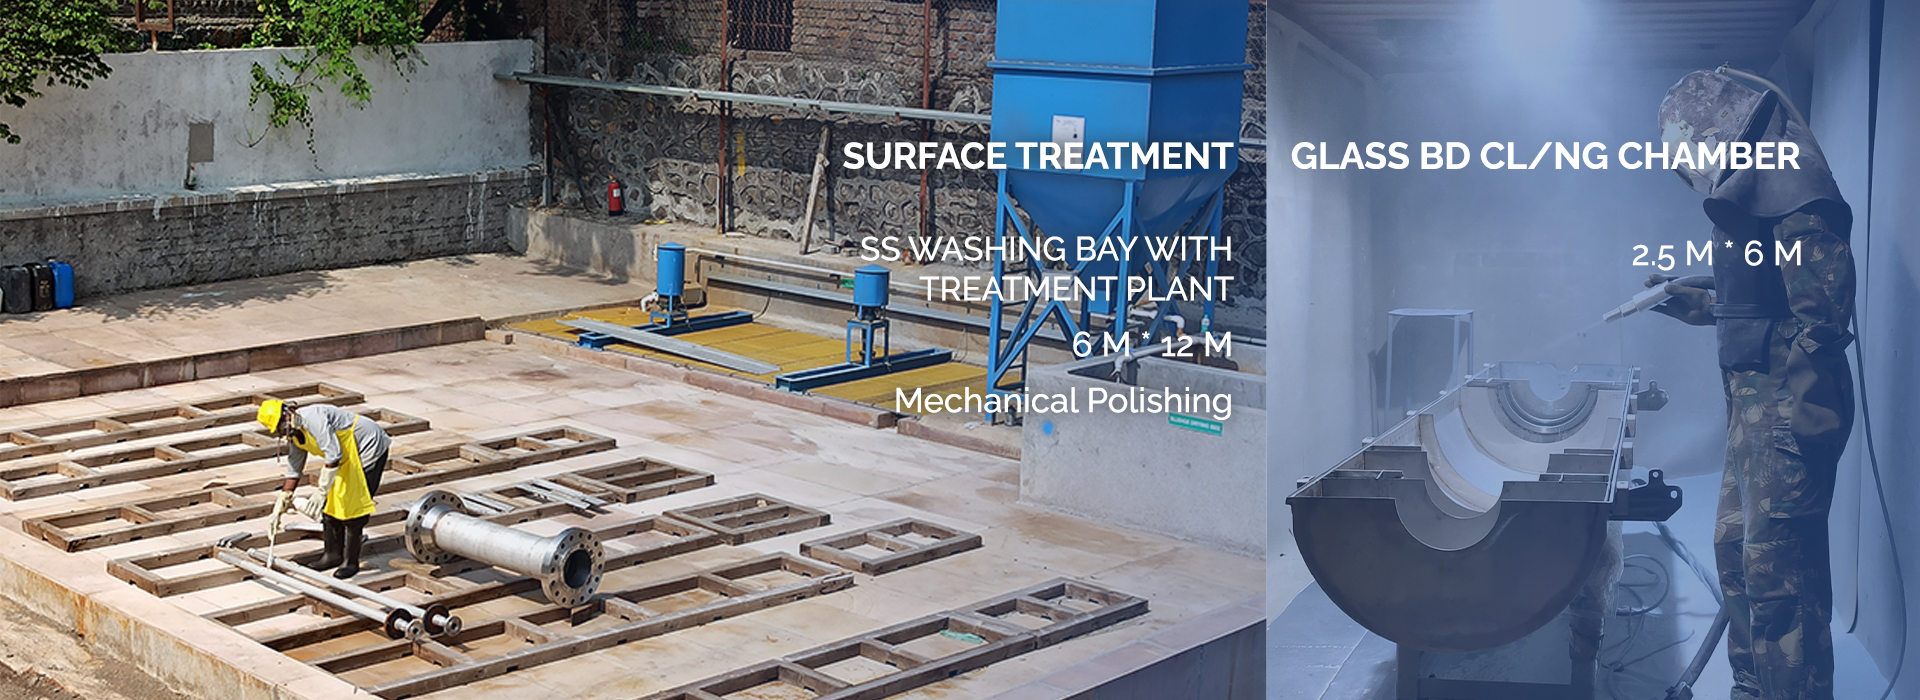 SURFACE TREATMENT
SS WASHING BAY WITH
TREATMENT PLANT
6 M * 12 M
Mechanical Polishing
GLASS BD CL/NG CHAMBER
2.5 M * 6 M